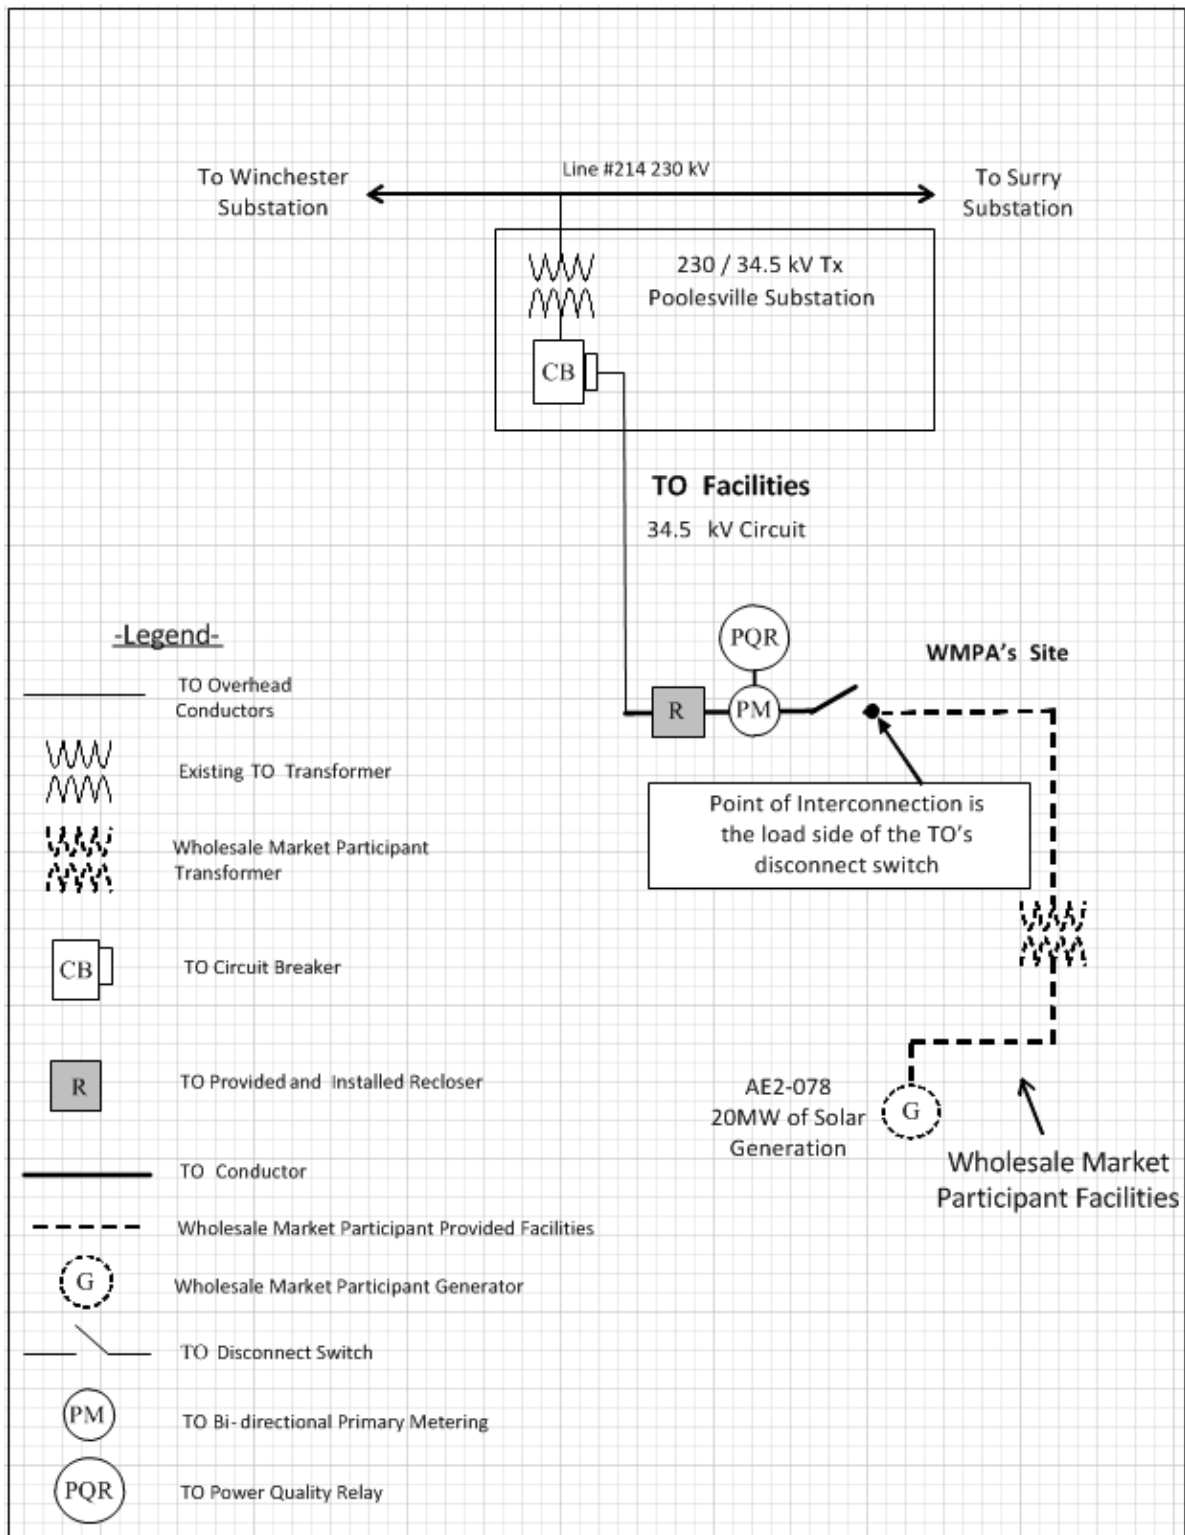 To Winchester
Substation
Line #214 230 kV
To Surry
Substation
230 / 34.5 kV Tx
Poolesville Substation
CB
TO Facilities
34.5 kV Circuit
PQR
WMPA's Site
R
PM
Point of Interconnection is
the load side of the TO's
disconnect switch
AE2-078
20MW of Solar
Generation
G
Wholesale Market
Participant Facilities
-Legend-
TO Overhead
Conductors
Existing TO Transformer
Wholesale Market Participant
Transformer
CB
TO Circuit Breaker
R
TO Provided and Installed Recloser
TO Conductor
Wholesale Market Participant Provided Facilities
G
Wholesale Market Participant Generator
TO Disconnect Switch
PM
TO Bi-directional Primary Metering
PQR
TO Power Quality Relay